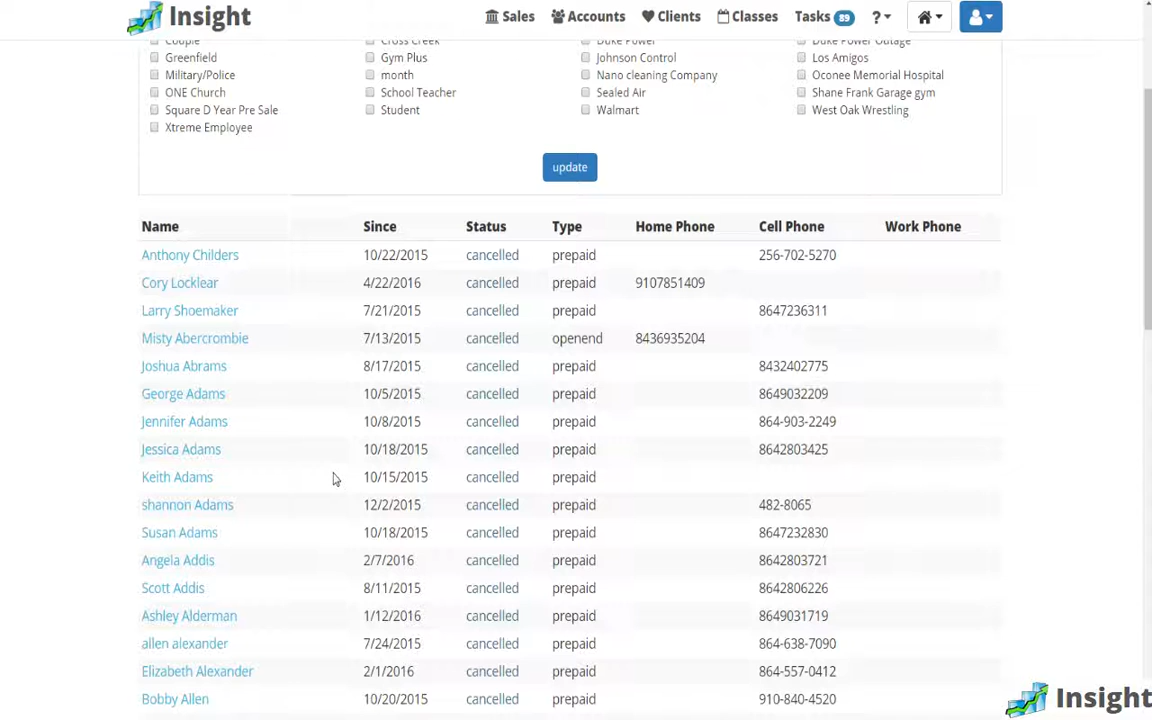 Insight Sales Accounts Clients Classes Tasks 89 ?
Couple Cross Creek Duke Power Duke Power Outage
Greenfield Gym Plus Johnson Control Los Amigos
Military/Police month Nano cleaning Company Oconee Memorial Hospital
ONE Church School Teacher Sealed Air Shane Frank Garage gym
Square D Year Pre Sale Student Walmart West Oak Wrestling
Xtreme Employee
update
Name Since Status Type Home Phone Cell Phone Work Phone
Anthony Childers 10/22/2015 cancelled prepaid 256-702-5270
Cory Locklear 4/22/2016 cancelled prepaid 9107851409
Larry Shoemaker 7/21/2015 cancelled prepaid 8647236311
Misty Abercrombie 7/13/2015 cancelled openend 8436935204
Joshua Abrams 8/17/2015 cancelled prepaid 8432402775
George Adams 10/5/2015 cancelled prepaid 8649032209
Jennifer Adams 10/8/2015 cancelled prepaid 864-903-2249
Jessica Adams 10/18/2015 cancelled prepaid 8642803425
Keith Adams 10/15/2015 cancelled prepaid
shannon Adams 12/2/2015 cancelled prepaid 482-8065
Susan Adams 10/18/2015 cancelled prepaid 8647232830
Angela Addis 2/7/2016 cancelled prepaid 8642803721
Scott Addis 8/11/2015 cancelled prepaid 8642806226
Ashley Alderman 1/12/2016 cancelled prepaid 8649031719
allen alexander 7/24/2015 cancelled prepaid 864-638-7090
Elizabeth Alexander 2/1/2016 cancelled prepaid 864-557-0412
Bobby Allen 10/20/2015 cancelled prepaid 910-840-4520
Insight